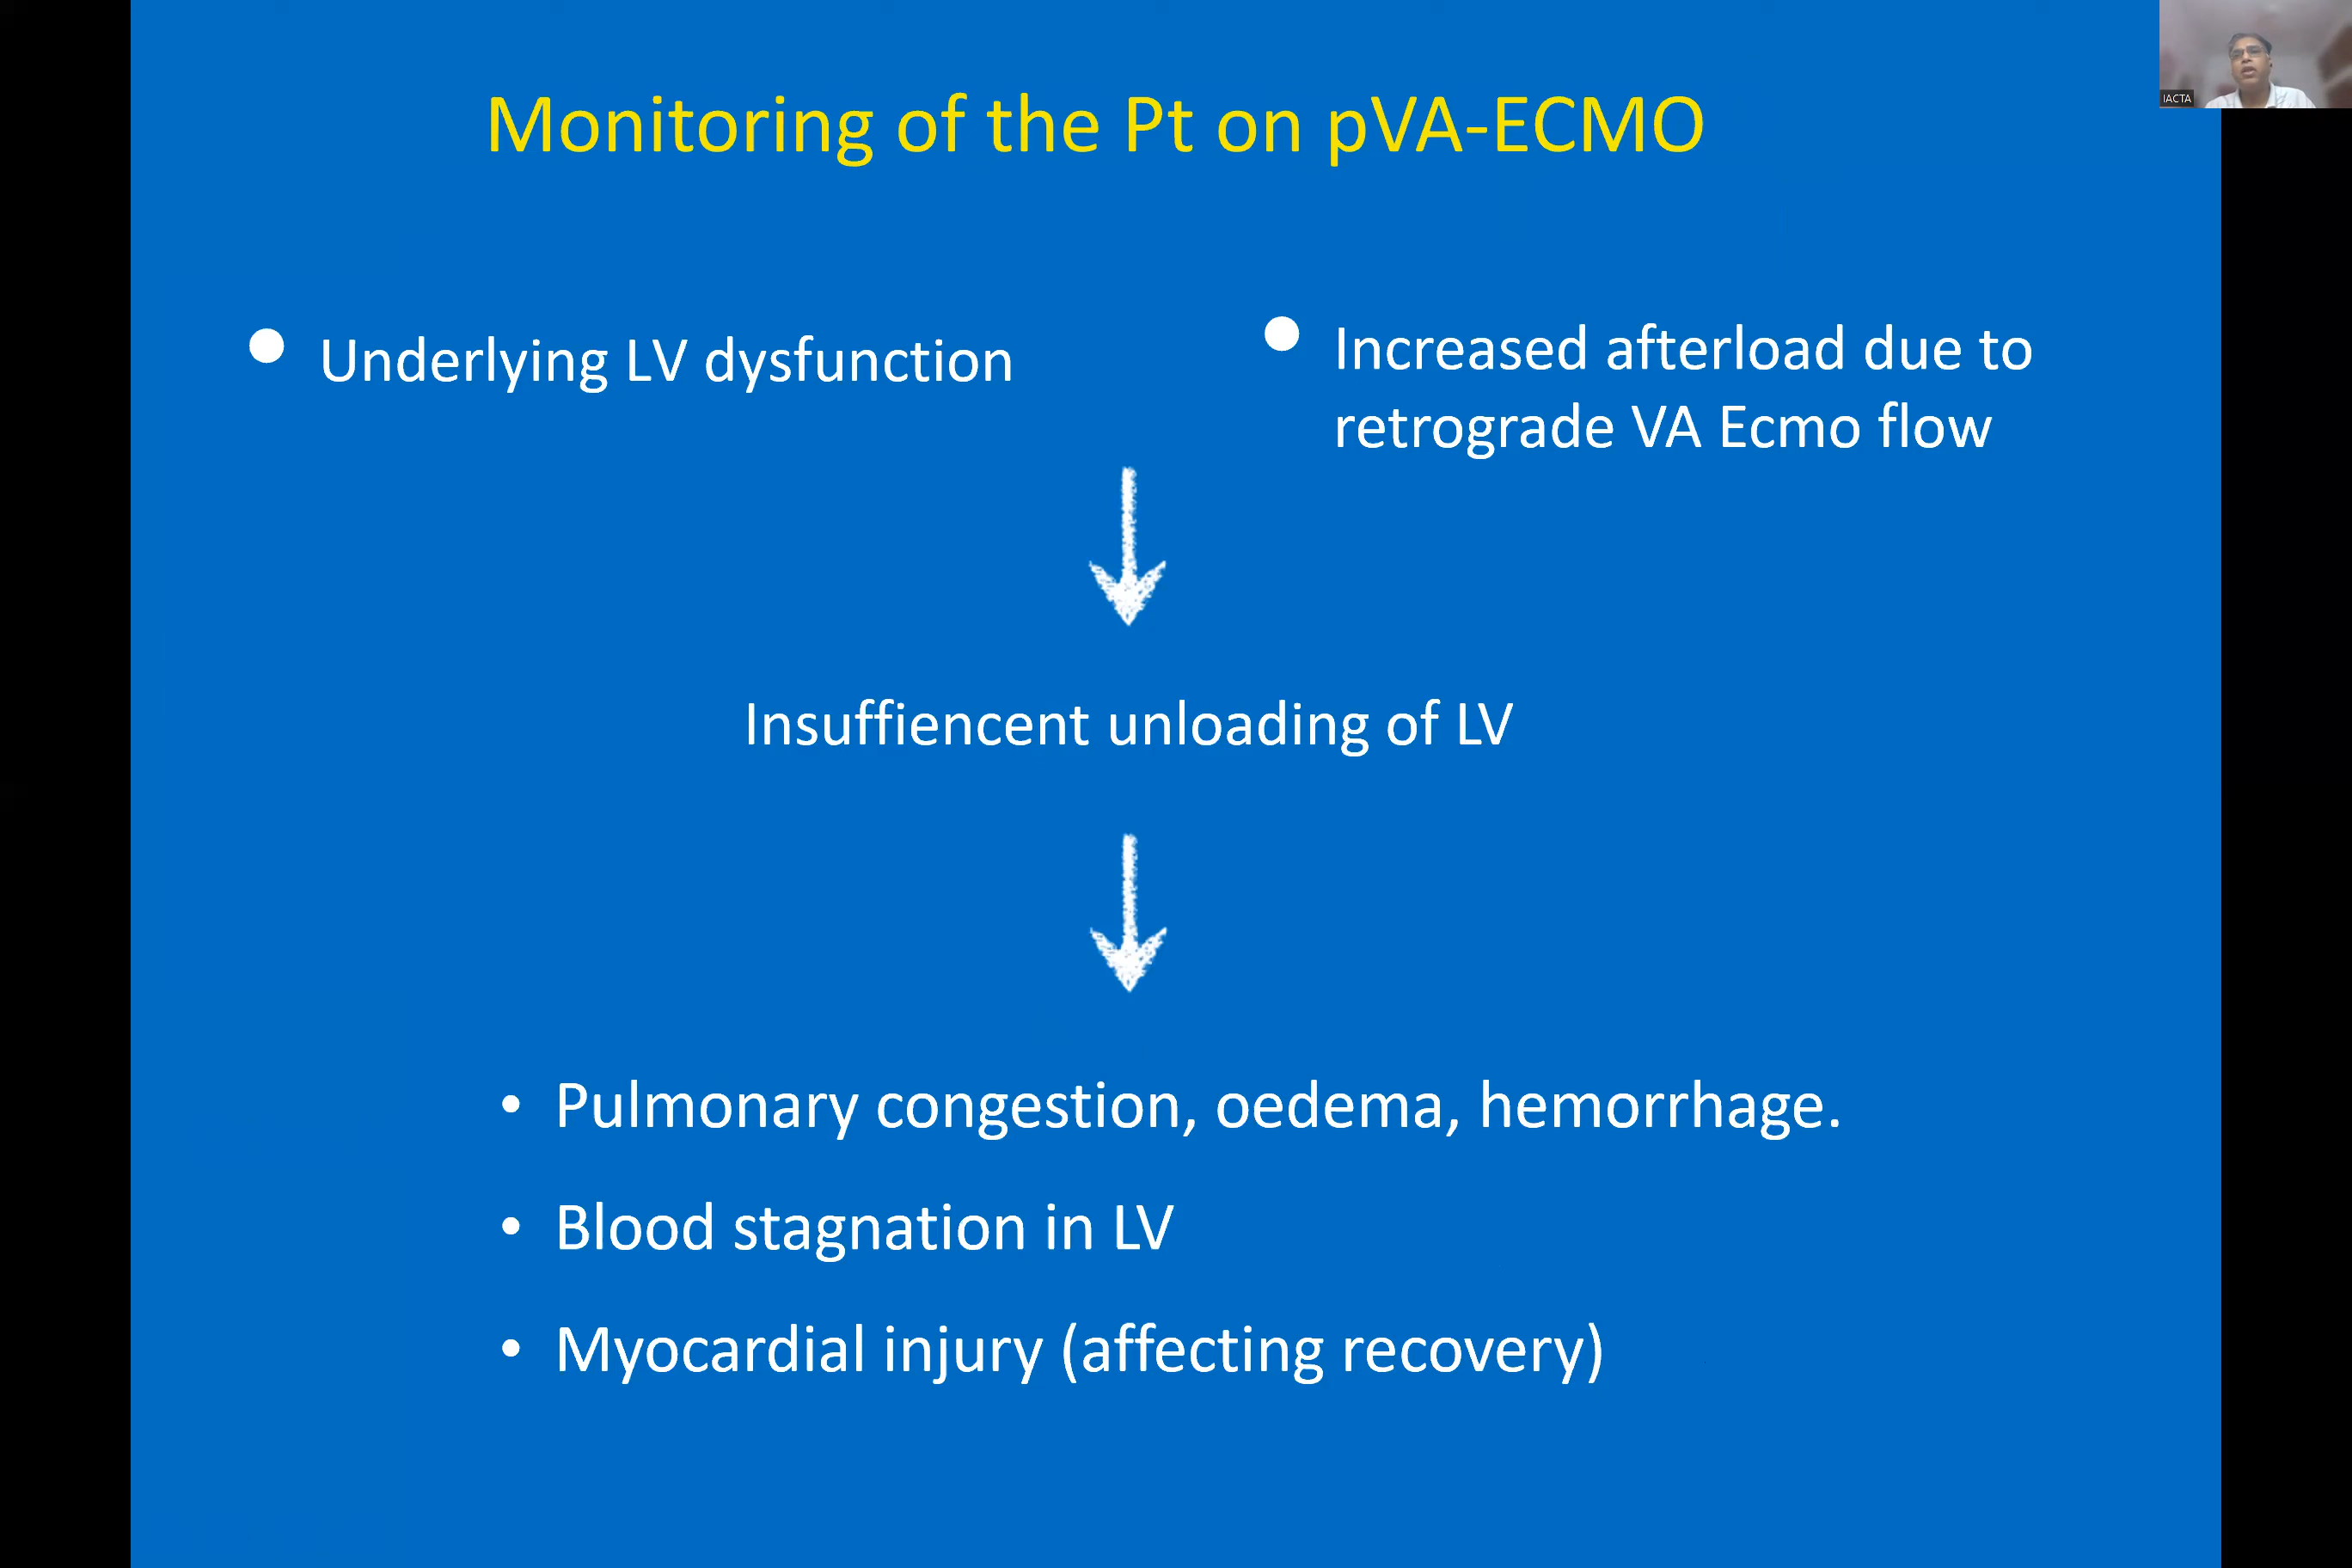 Monitoring of the Pt on pVA-ECMO
IACTA
• Underlying LV dysfunction
• Increased afterload due to
retrograde VA Ecmo flow
Insuffiencent unloading of LV
• Pulmonary congestion, oedema, hemorrhage.
• Blood stagnation in LV
• Myocardial injury (affecting recovery)